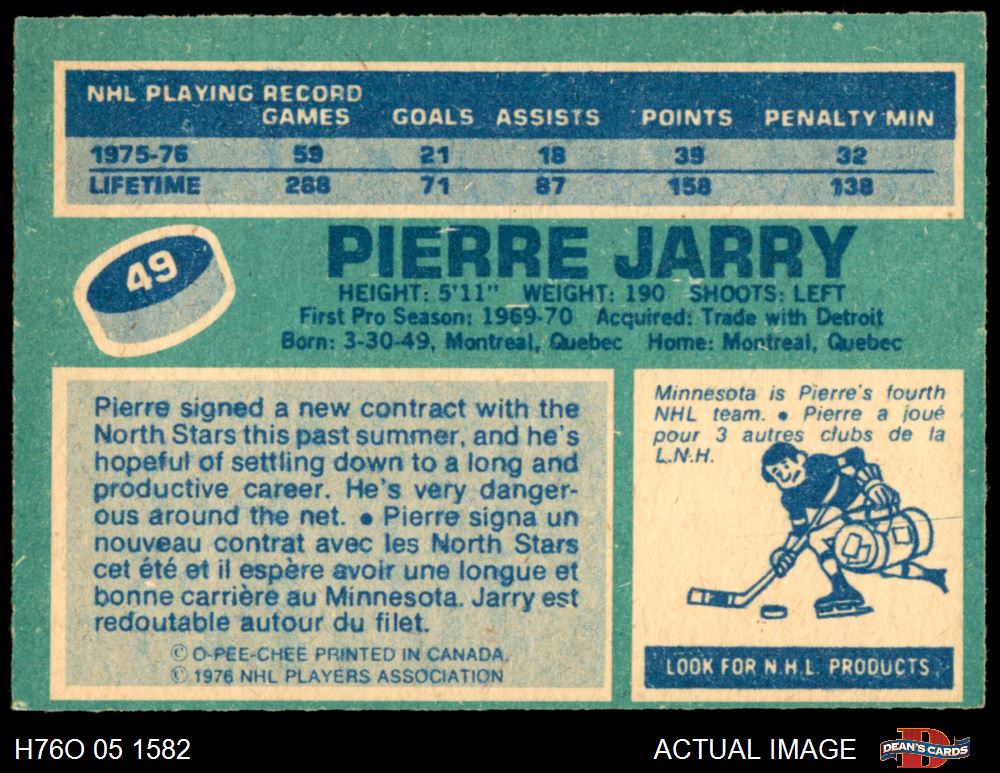 NHL PLAYING RECORD
GAMES GOALS ASSISTS POINTS PENALTY MIN
1975-76 59 21 18 39 32
LIFETIME 268 71 87 158 138
49
PIERRE JARRY
HEIGHT: 5'11" WEIGHT: 190 SHOOTS: LEFT
First Pro Season: 1969-70 Acquired: Trade with Detroit
Born: 3-30-49, Montreal, Quebec Home: Montreal, Quebec
Pierre signed a new contract with the
North Stars this past summer, and he's
hopeful of settling down to a long and
productive career. He's very danger-
ous around the net. • Pierre signa un
nouveau contrat avec les North Stars
cet été et il espère avoir une longue et
bonne carrière au Minnesota. Jarry est
redoutable autour du filet.
© O-PEE-CHEE PRINTED IN CANADA
© 1976 NHL PLAYERS ASSOCIATION
Minnesota is Pierre's fourth
NHL team. • Pierre a joué
pour 3 autres clubs de la
L.N.H.
LOOK FOR N.H.L. PRODUCTS
H76O 05 1582
ACTUAL IMAGE
DEAN'S CARDS